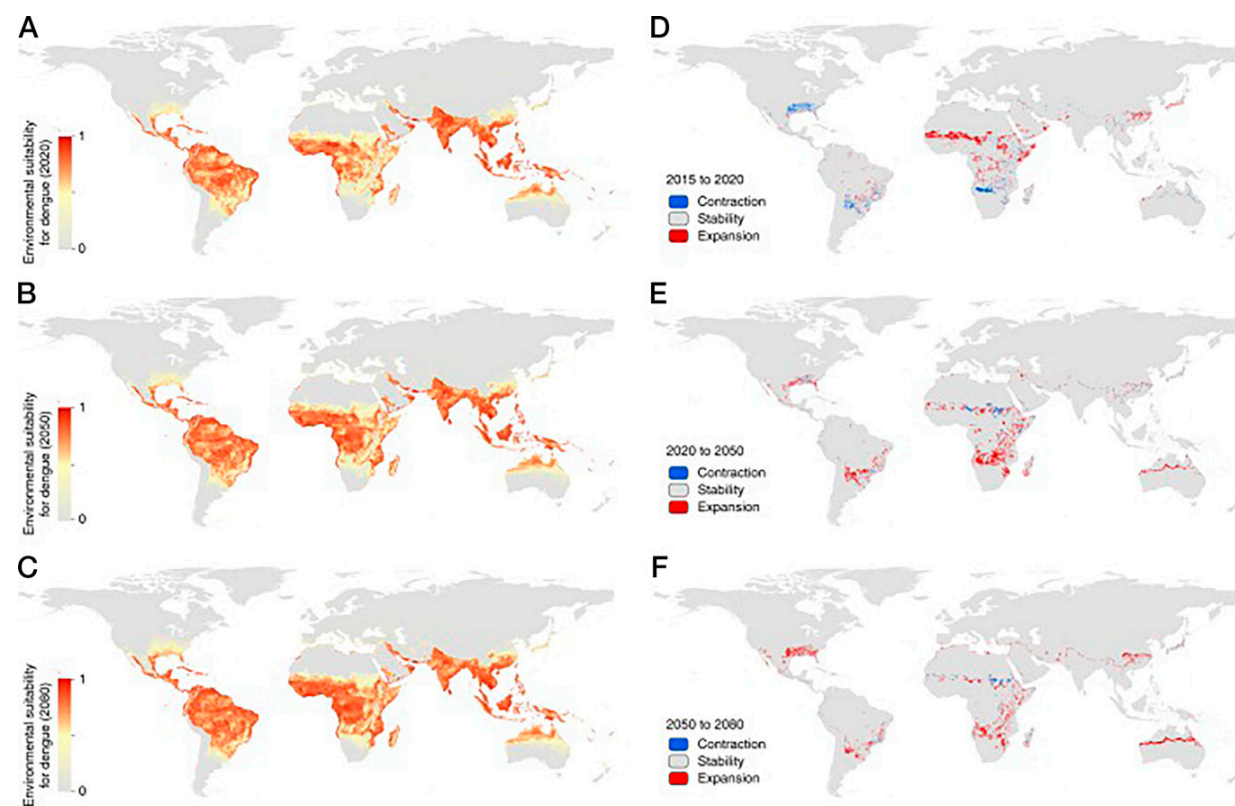 A
Environmental suitability
for dengue (2020)
1
0
D
2015 to 2020
Contraction
Stability
Expansion
B
Environmental suitability
for dengue (2050)
1
0
E
2020 to 2050
Contraction
Stability
Expansion
C
Environmental suitability
for dengue (2080)
1
0
F
2050 to 2080
Contraction
Stability
Expansion